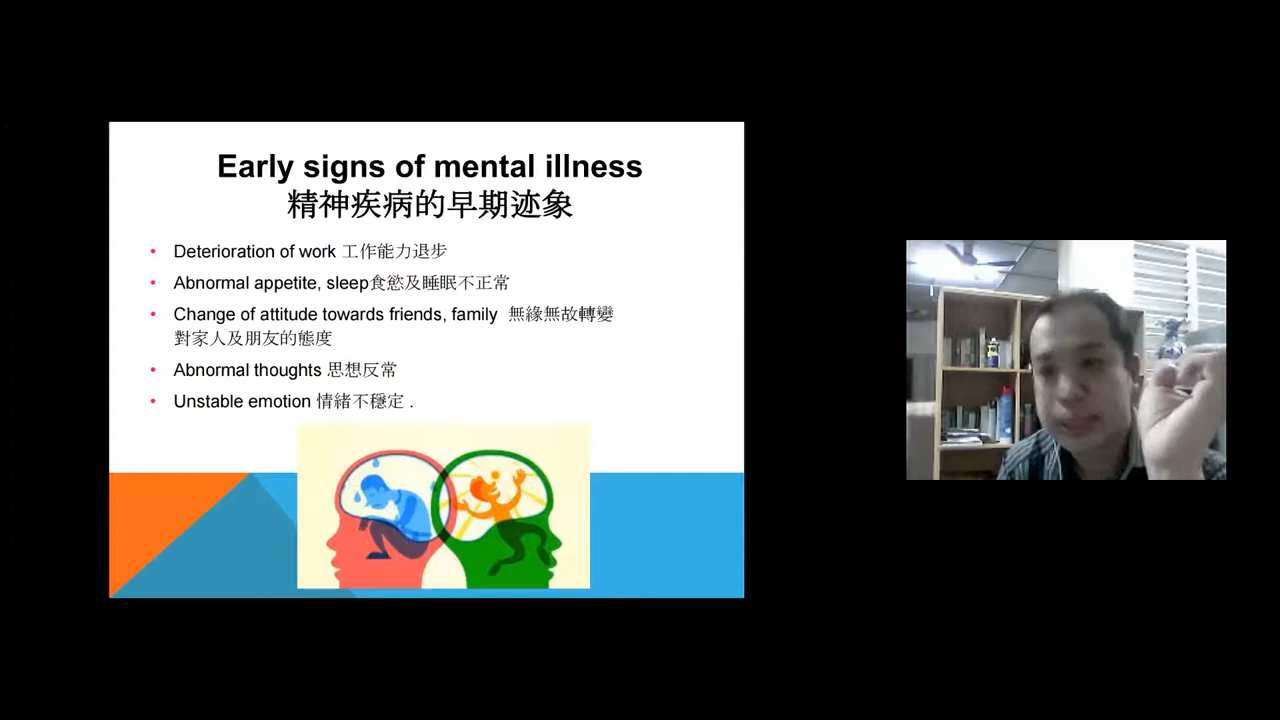 Early signs of mental illness
精神疾病的早期迹象
• Deterioration of work 工作能力退步
• Abnormal appetite, sleep食慾及睡眠不正常
• Change of attitude towards friends, family 無緣無故轉變
對家人及朋友的態度
• Abnormal thoughts 思想反常
• Unstable emotion 情緒不穩定 .